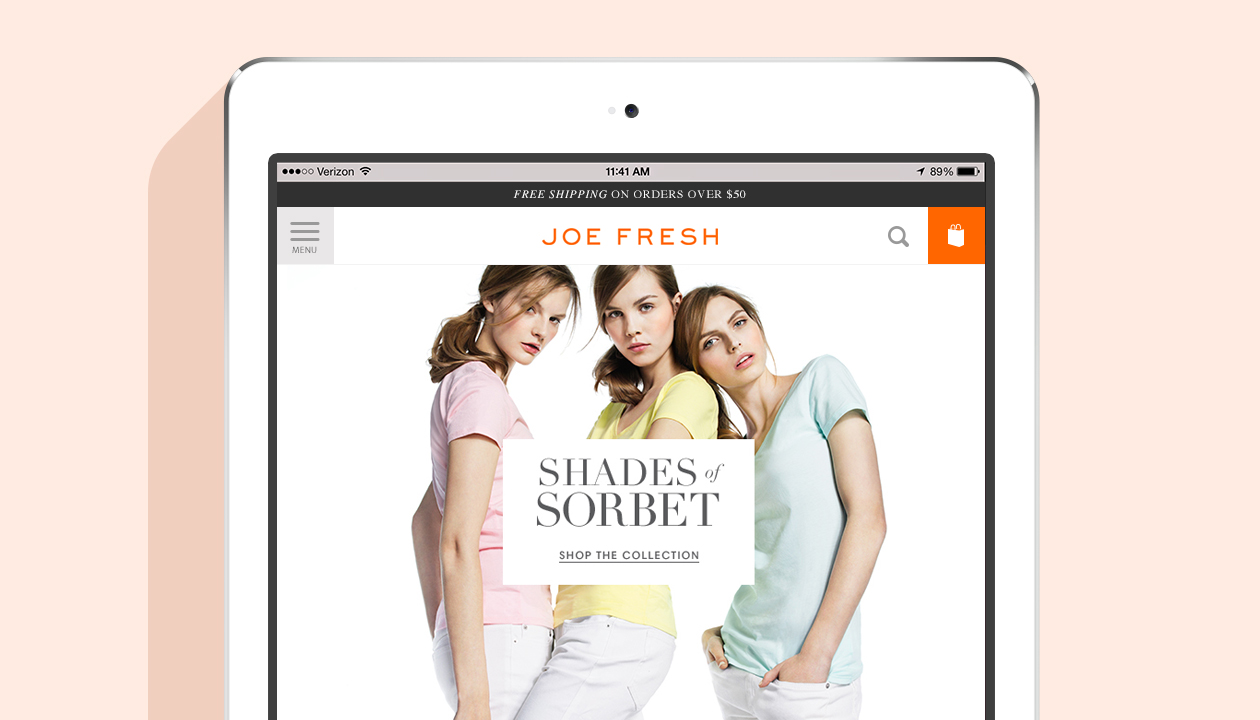 Verizon 11:41 AM 89%
FREE SHIPPING ON ORDERS OVER $50
MENU
JOE FRESH
SHADES of
SORBET
SHOP THE COLLECTION